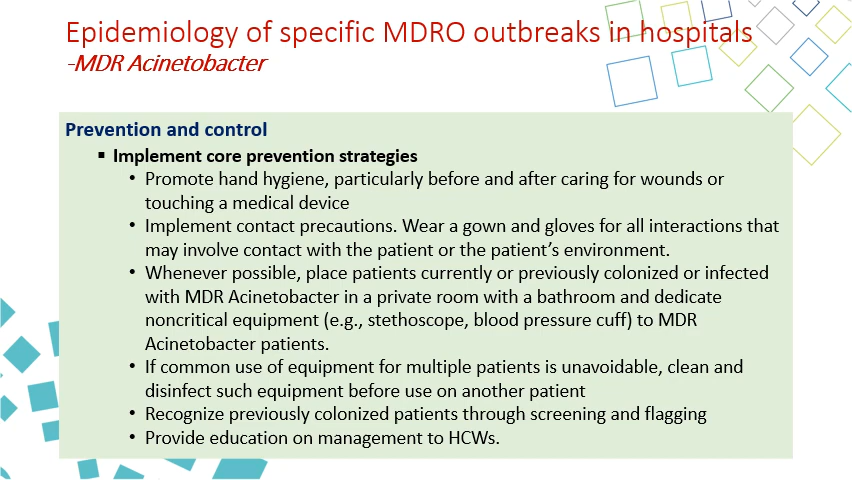 Epidemiology of specific MDRO outbreaks in hospitals
-MDR Acinetobacter
Prevention and control
▪ Implement core prevention strategies
• Promote hand hygiene, particularly before and after caring for wounds or
touching a medical device
• Implement contact precautions. Wear a gown and gloves for all interactions that
may involve contact with the patient or the patient’s environment.
• Whenever possible, place patients currently or previously colonized or infected
with MDR Acinetobacter in a private room with a bathroom and dedicate
noncritical equipment (e.g., stethoscope, blood pressure cuff) to MDR
Acinetobacter patients.
• If common use of equipment for multiple patients is unavoidable, clean and
disinfect such equipment before use on another patient
• Recognize previously colonized patients through screening and flagging
• Provide education on management to HCWs.